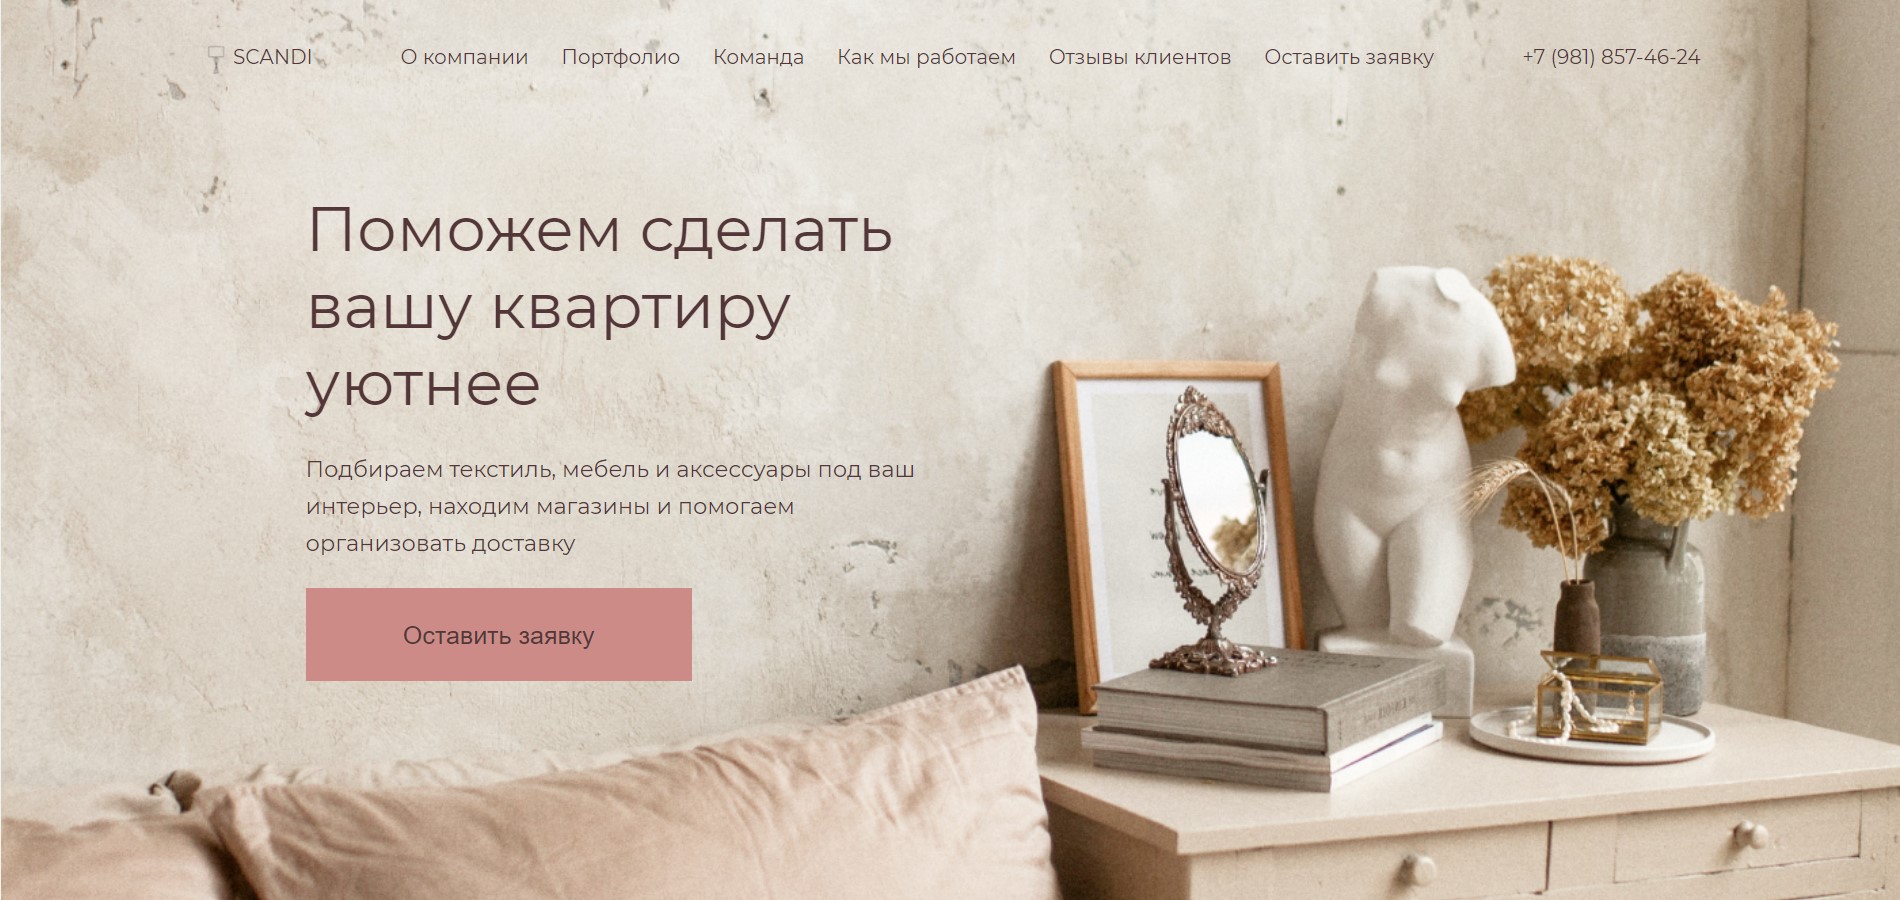 SCANDI
О компании
Портфолио
Команда
Как мы работаем
Отзывы клиентов
Оставить заявку
+7 (981) 857-46-24
Поможем сделать
вашу квартиру
уютнее
Подбираем текстиль, мебель и аксессуары под ваш
интерьер, находим магазины и помогаем
организовать доставку
Оставить заявку